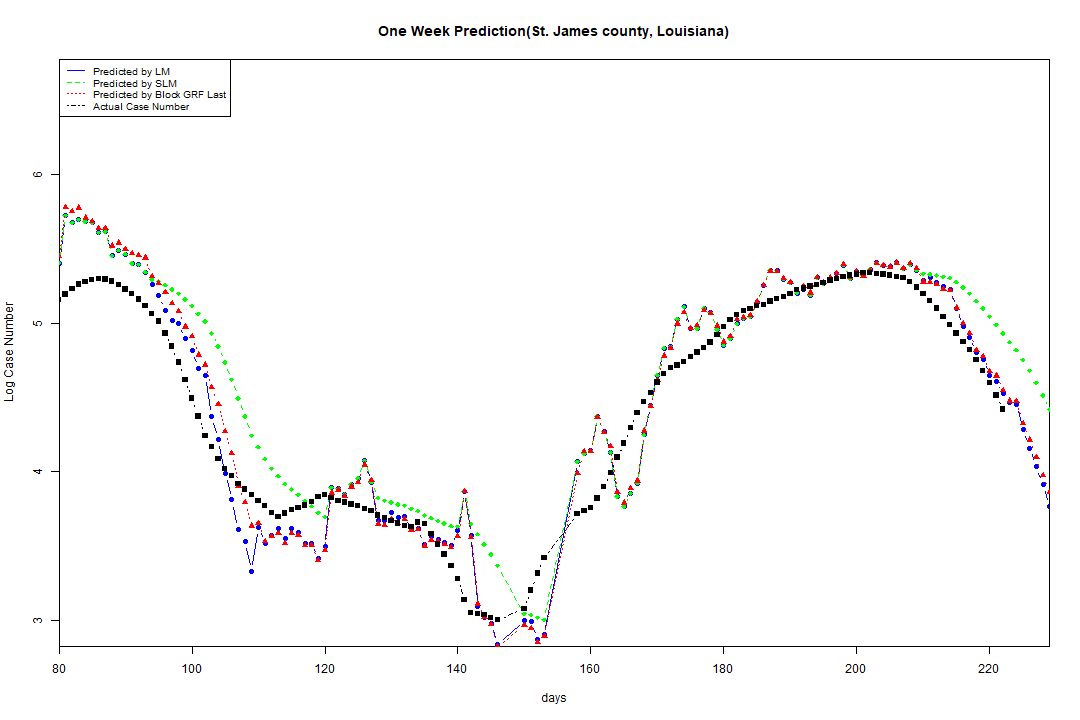 One Week Prediction(St. James county, Louisiana)
Predicted by LM
Predicted by SLM
Predicted by Block GRF Last
Actual Case Number
6
5
4
3
Log Case Number
80 100 120 140 160 180 200 220
days